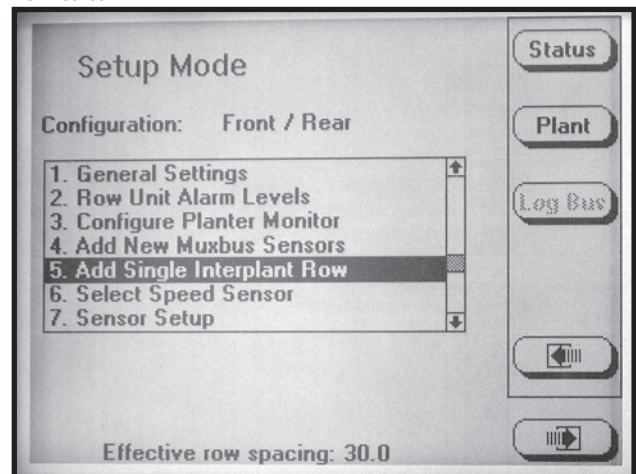 Setup Mode
Configuration: Front / Rear
1. General Settings
2. Row Unit Alarm Levels
3. Configure Planter Monitor
4. Add New Muxbus Sensors
5. Add Single Interplant Row
6. Select Speed Sensor
7. Sensor Setup
Effective row spacing: 30.0
Status
Plant
Log Bus